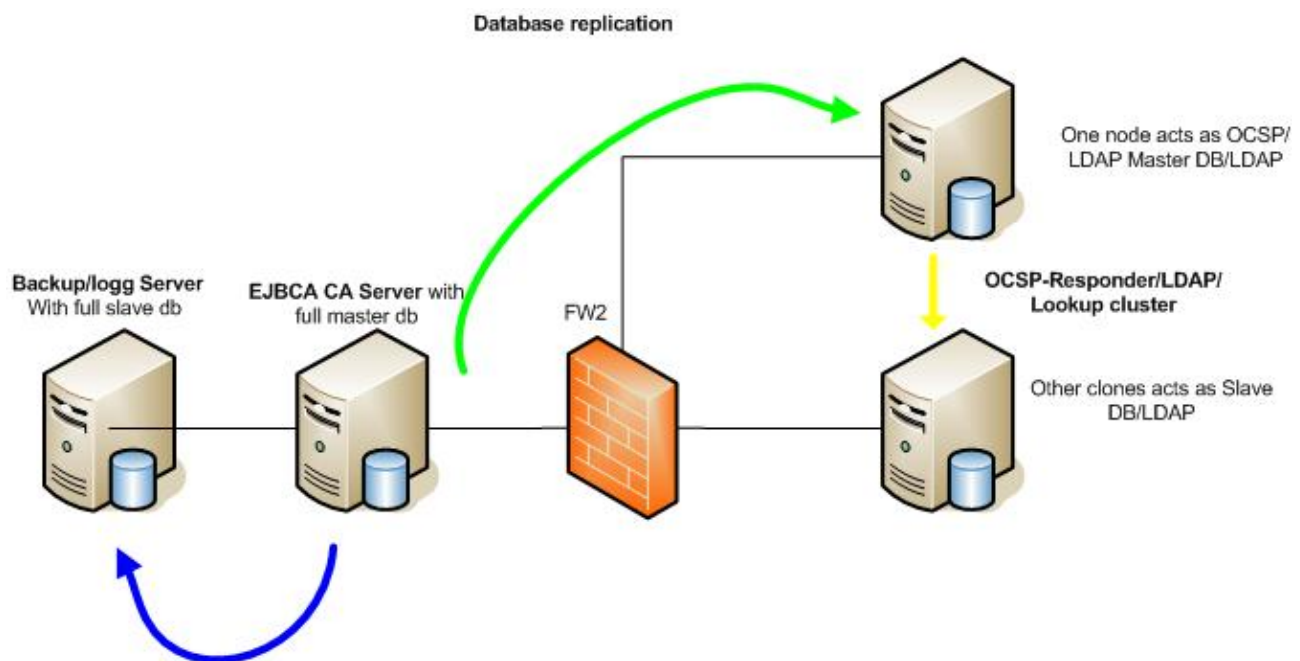 Database replication
One node acts as OCSP/
LDAP Master DB/LDAP
Backup/logg Server
With full slave db
EJBCA CA Server with
full master db
FW2
OCSP-Responder/LDAP/
Lookup cluster
Other clones acts as Slave
DB/LDAP